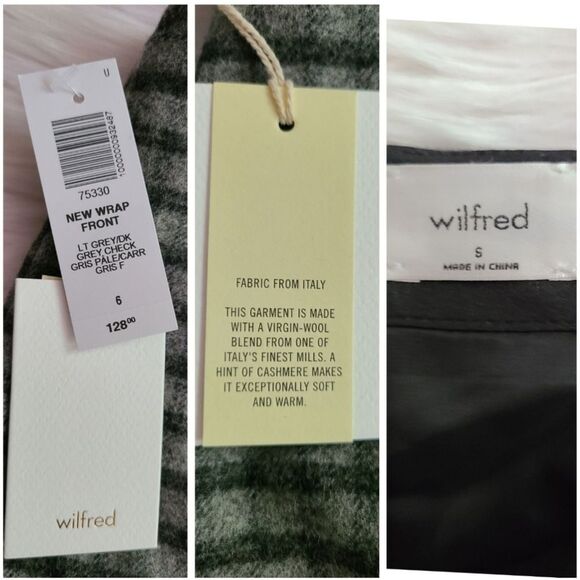 U
1000000932487
75330
NEW WRAP
FRONT
LT GREY/DK
GREY CHECK
GRIS PALE/CARR
GRIS F
6
128.00
wilfred
FABRIC FROM ITALY
THIS GARMENT IS MADE
WITH A VIRGIN-WOOL
BLEND FROM ONE OF
ITALY'S FINEST MILLS. A
HINT OF CASHMERE MAKES
IT EXCEPTIONALLY SOFT
AND WARM.
wilfred
S
MADE IN CHINA